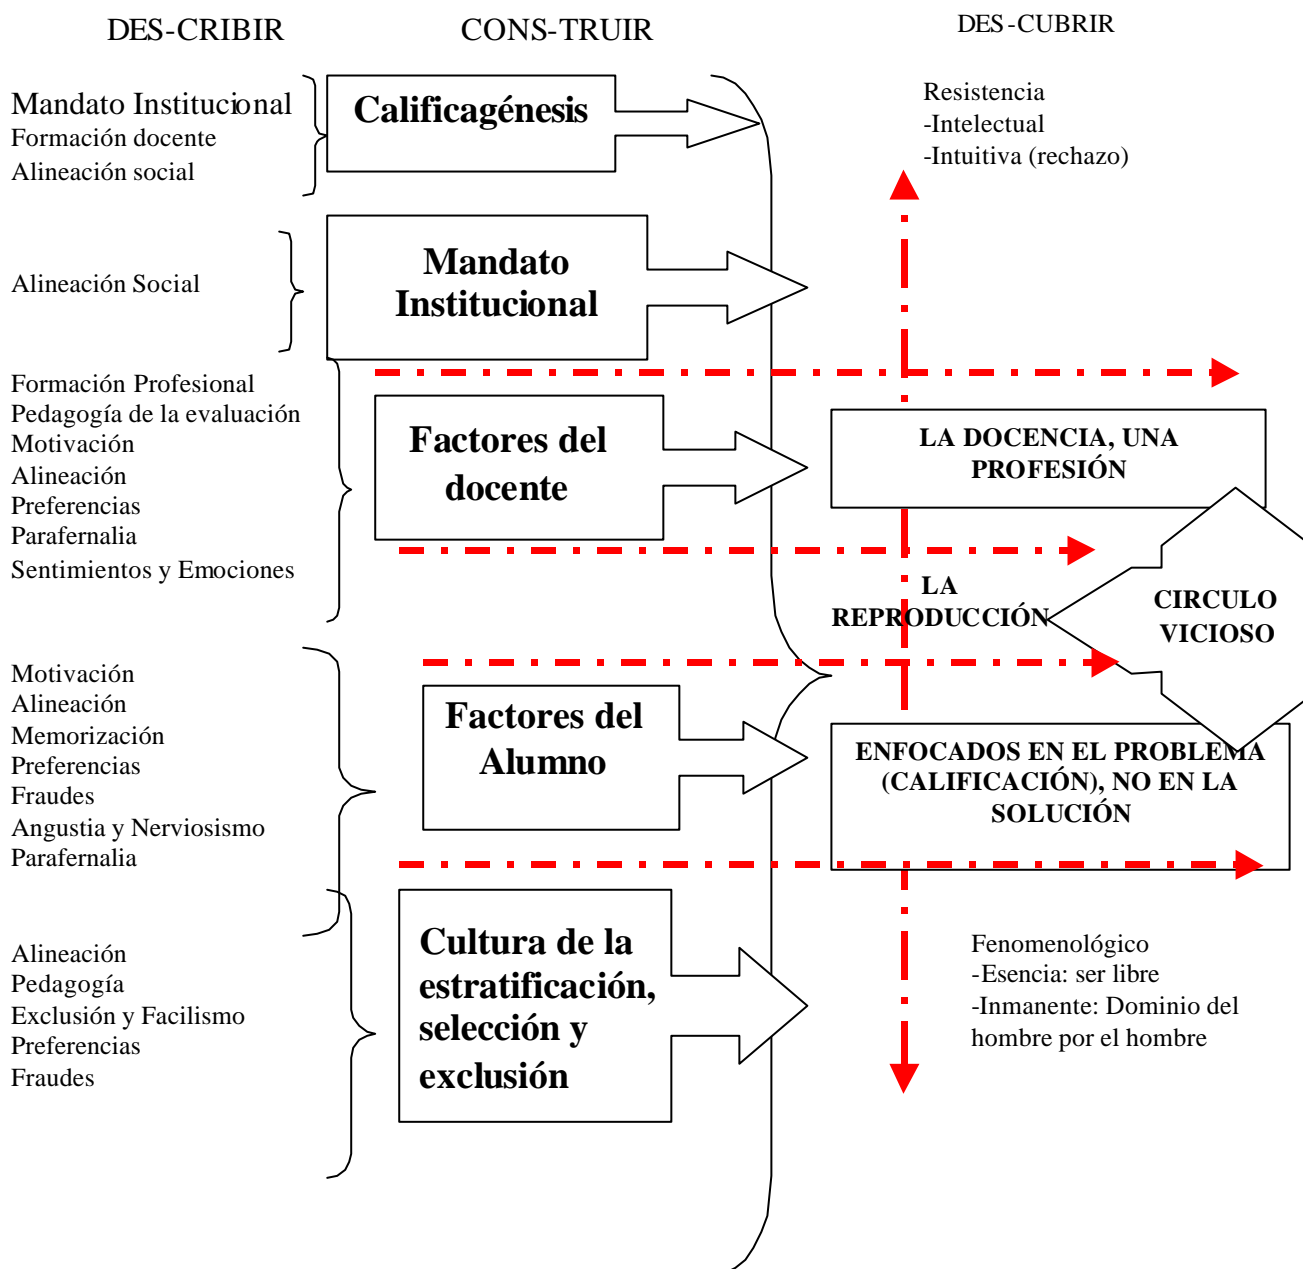 DES-CRIBIR
CONS-TRUIR
DES-CUBRIR
Mandato Institucional
Formación docente
Alineación social
Calificagénesis
Resistencia
-Intelectual
-Intuitiva (rechazo)
Alineación Social
Mandato
Institucional
Formación Profesional
Pedagogía de la evaluación
Motivación
Alineación
Preferencias
Parafernalia
Sentimientos y Emociones
Factores del
docente
LA DOCENCIA, UNA
PROFESIÓN
LA
REPRODUCCIÓN
CIRCULO
VICIOSO
Motivación
Alineación
Memorización
Preferencias
Fraudes
Angustia y Nerviosismo
Parafernalia
Factores del
Alumno
ENFOCADOS EN EL PROBLEMA
(CALIFICACIÓN), NO EN LA
SOLUCIÓN
Alineación
Pedagogía
Exclusión y Facilismo
Preferencias
Fraudes
Cultura de la
estratificación,
selección y
exclusión
Fenomenológico
-Esencia: ser libre
-Inmanente: Dominio del
hombre por el hombre